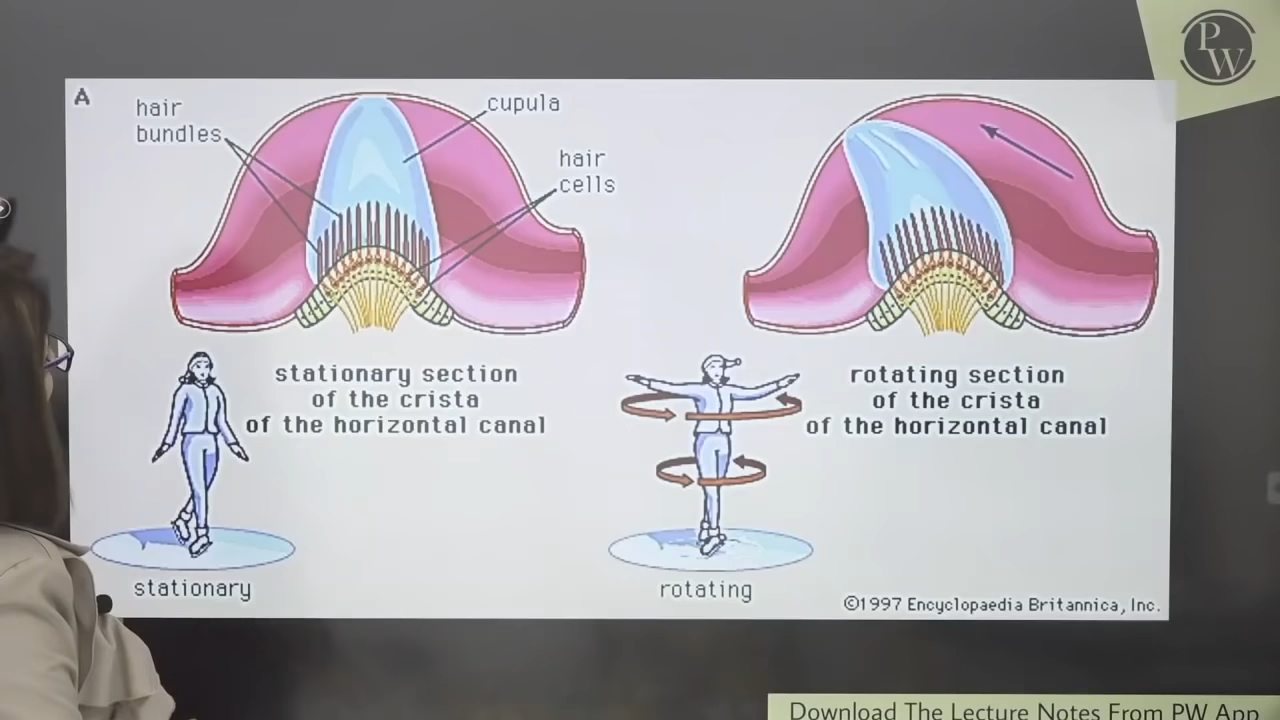 PW
A
hair
bundles
cupula
hair
cells
stationary section
of the crista
of the horizontal canal
rotating section
of the crista
of the horizontal canal
stationary
rotating
©1997 Encyclopaedia Britannica, Inc.
Download The Lecture Notes From PW App